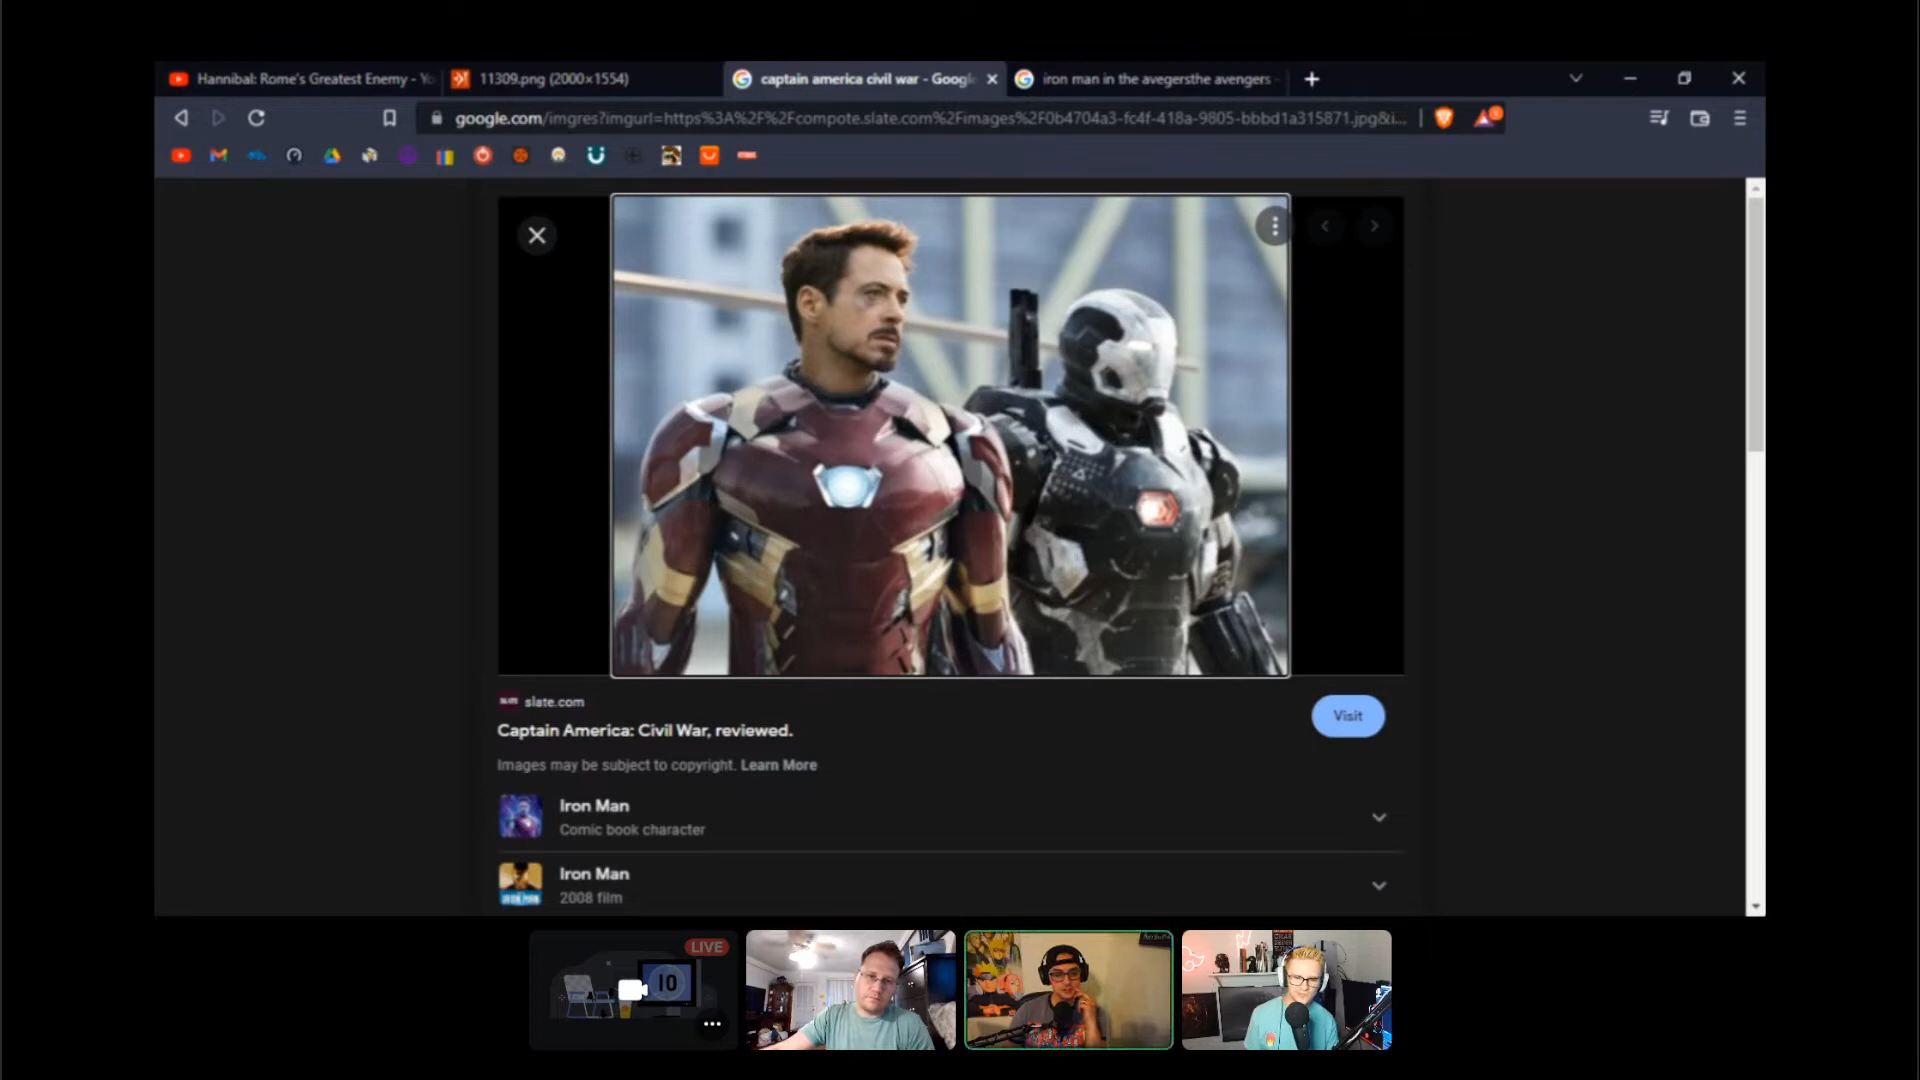 Hannibal: Rome's Greatest Enemy - Yo
11309.png (2000×1554)
captain america civil war - Google
iron man in the avegersthe avengers -
google.com/imgres?imgurl=https%3A%2F%2Fcompote.slate.com%2Fimages%2F0b4704a3-fc4f-418a-9805-bbbd1a315871.jpg&i...
SLATE
slate.com
Visit
Captain America: Civil War, reviewed.
Images may be subject to copyright. Learn More
Iron Man
Comic book character
Iron Man
2008 film
LIVE
10